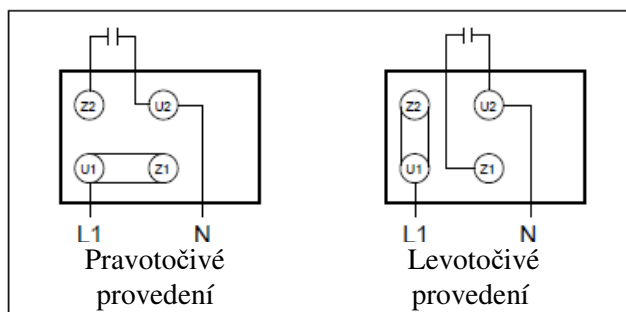 Z2 U2
U1 Z1
L1 N
Pravotočivé
provedení
Z2 U2
U1 Z1
L1 N
Levotočivé
provedení